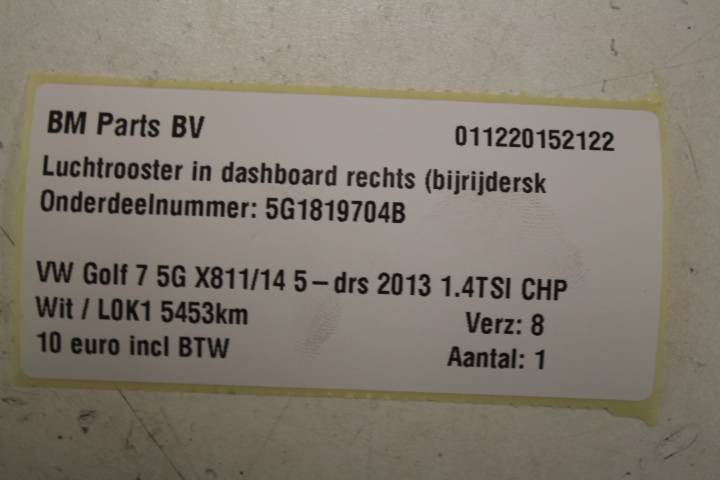 BM Parts BV 011220152122
Luchtrooster in dashboard rechts (bijrijdersk
Onderdeelnummer: 5G1819704B
VW Golf 7 5G X811/14 5-drs 2013 1.4TSI CHP
Wit / L0K1 5453km Verz: 8
10 euro incl BTW Aantal: 1